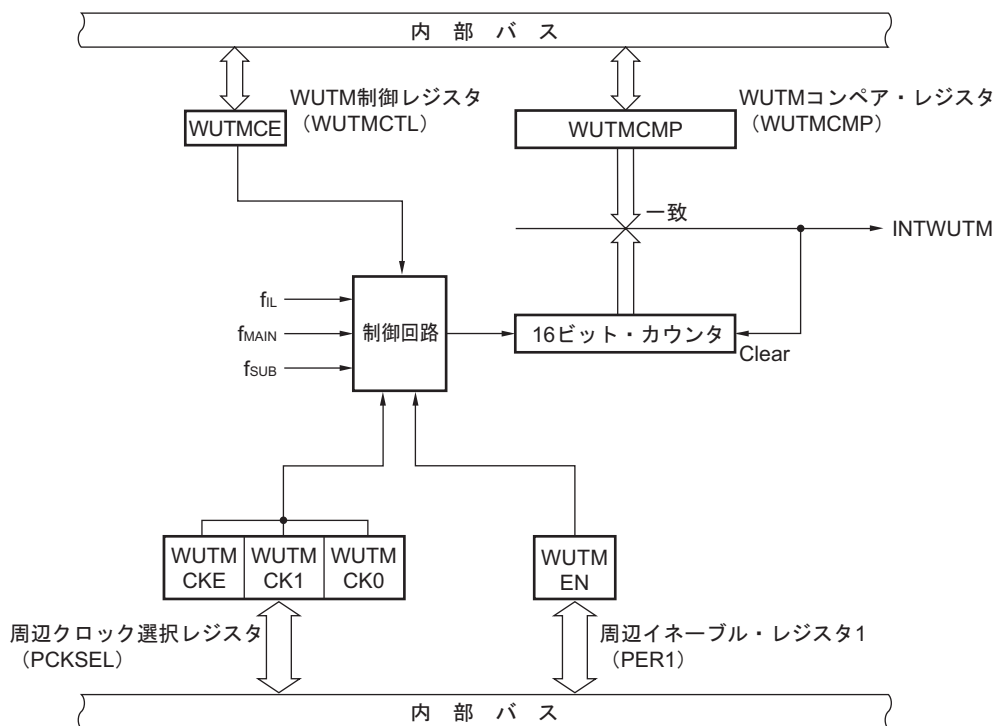 内 部 バ ス
WUTM制御レジスタ
（WUTMCTL）
WUTMCE
WUTMコンペア・レジスタ
（WUTMCMP）
WUTMCMP
一致
INTWUTM
fIL
fMAIN
fSUB
制御回路
16ビット・カウンタ
Clear
WUTM
CKE
WUTM
CK1
WUTM
CK0
WUTM
EN
周辺クロック選択レジスタ
（PCKSEL）
周辺イネーブル・レジスタ1
（PER1）
内 部 バ ス